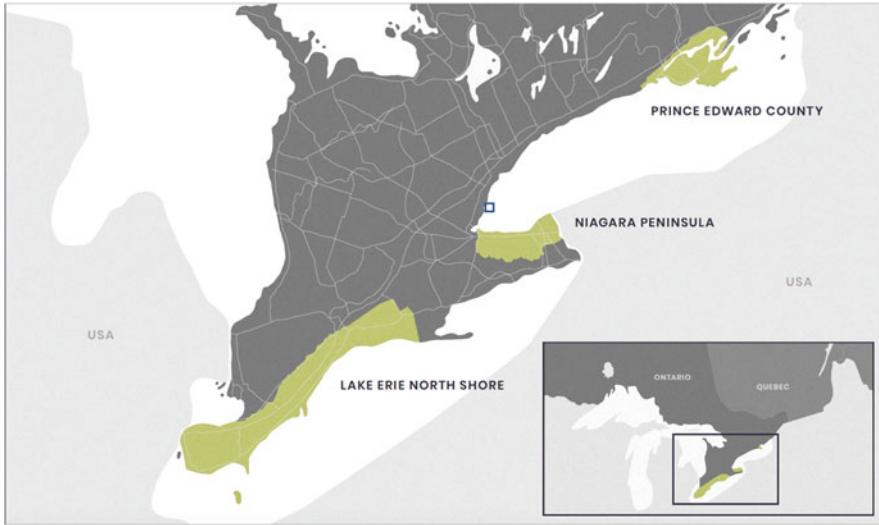 PRINCE EDWARD COUNTY
NIAGARA PENINSULA
USA
USA
LAKE ERIE NORTH SHORE
ONTARIO
QUEBEC